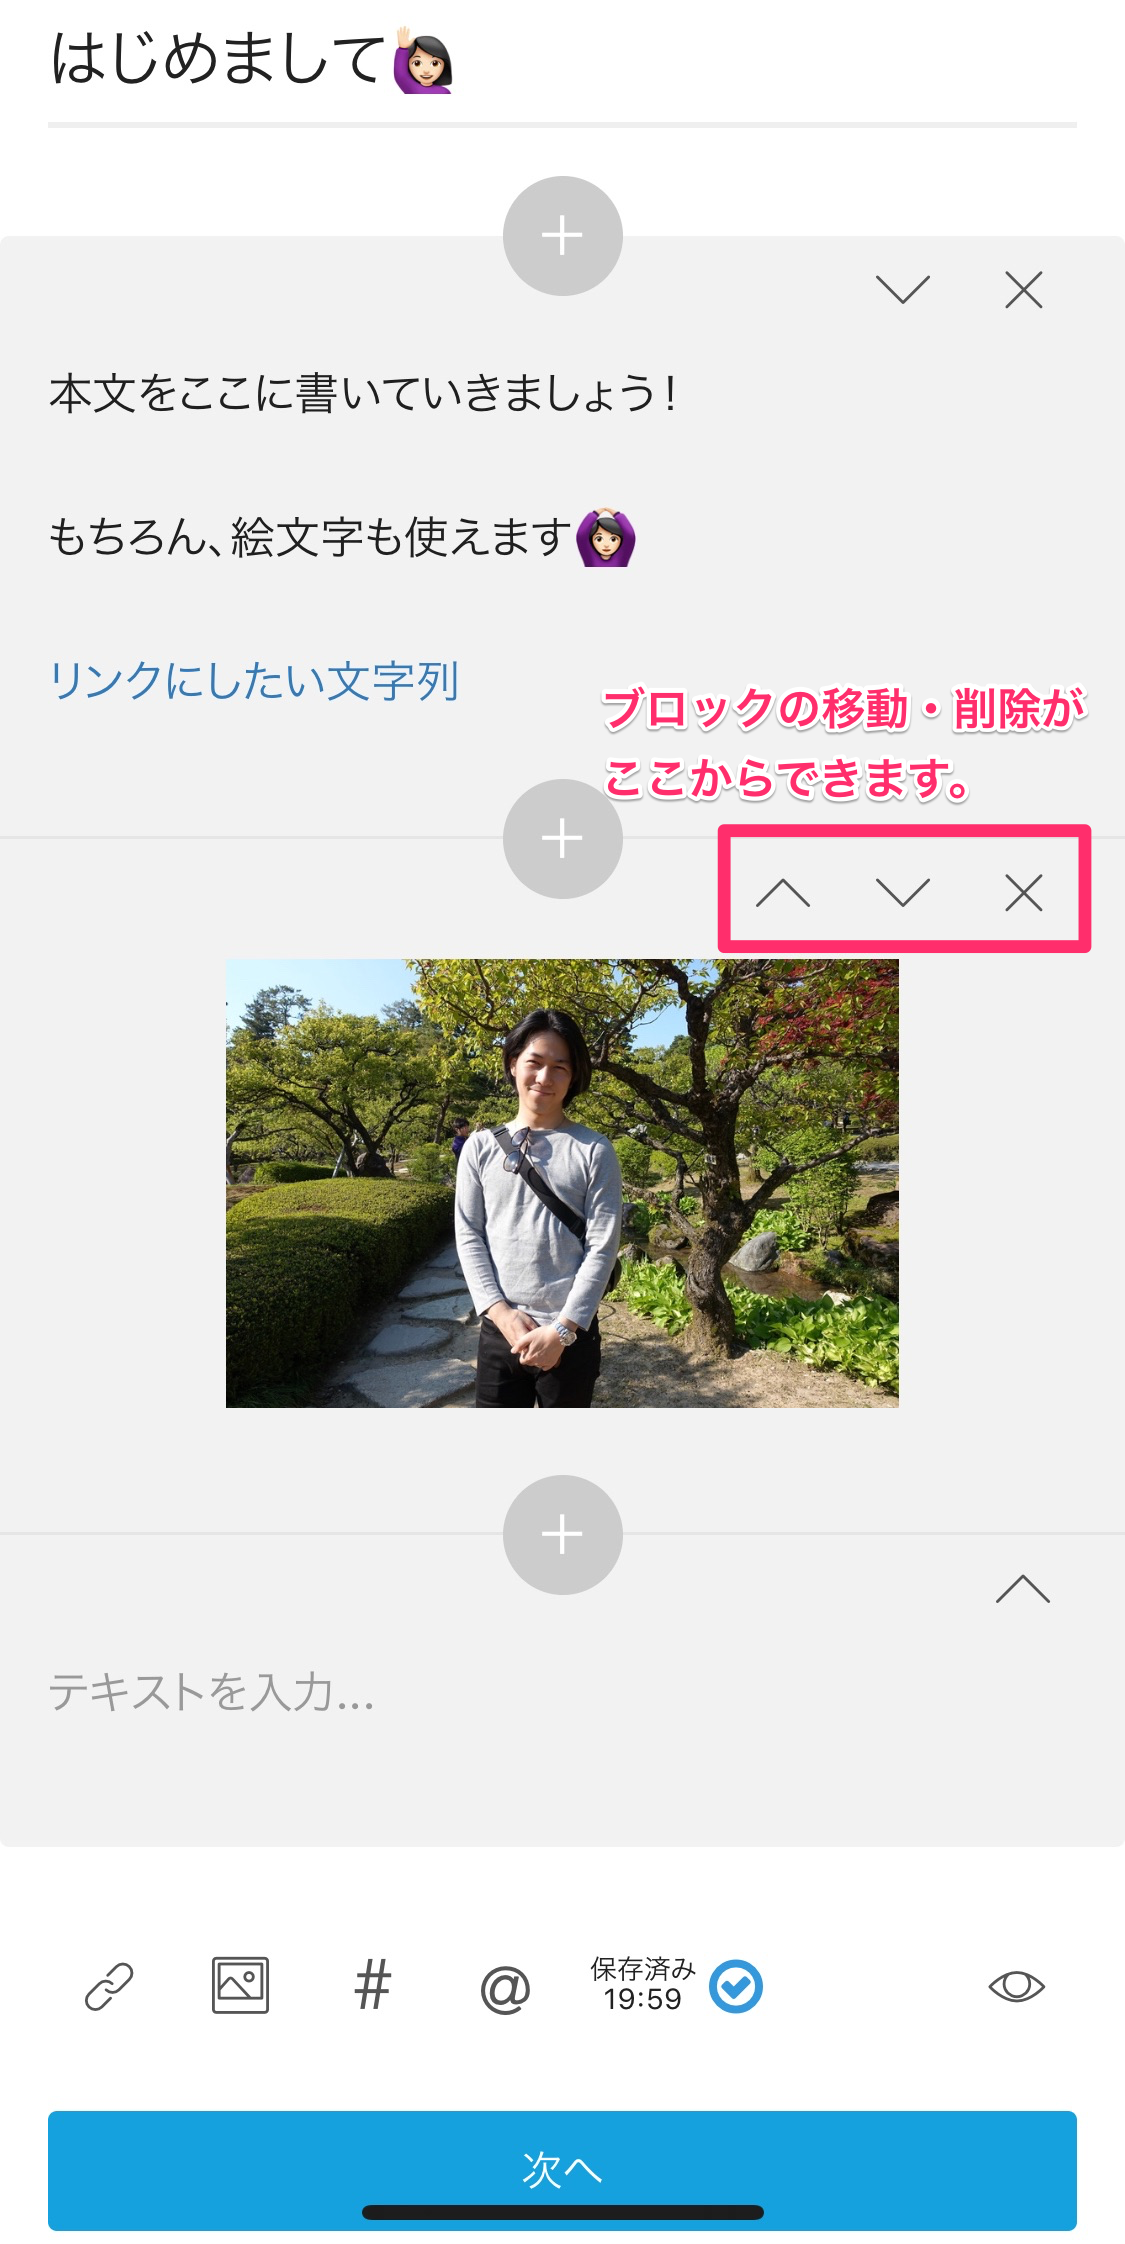 はじめまして🙋🏻‍♀️
本文をここに書いていきましょう！
もちろん、絵文字も使えます🙆🏻‍♀️
リンクにしたい文字列
ブロックの移動・削除が
ここからできます。
テキストを入力...
# @ 保存済み
19:59
次へ